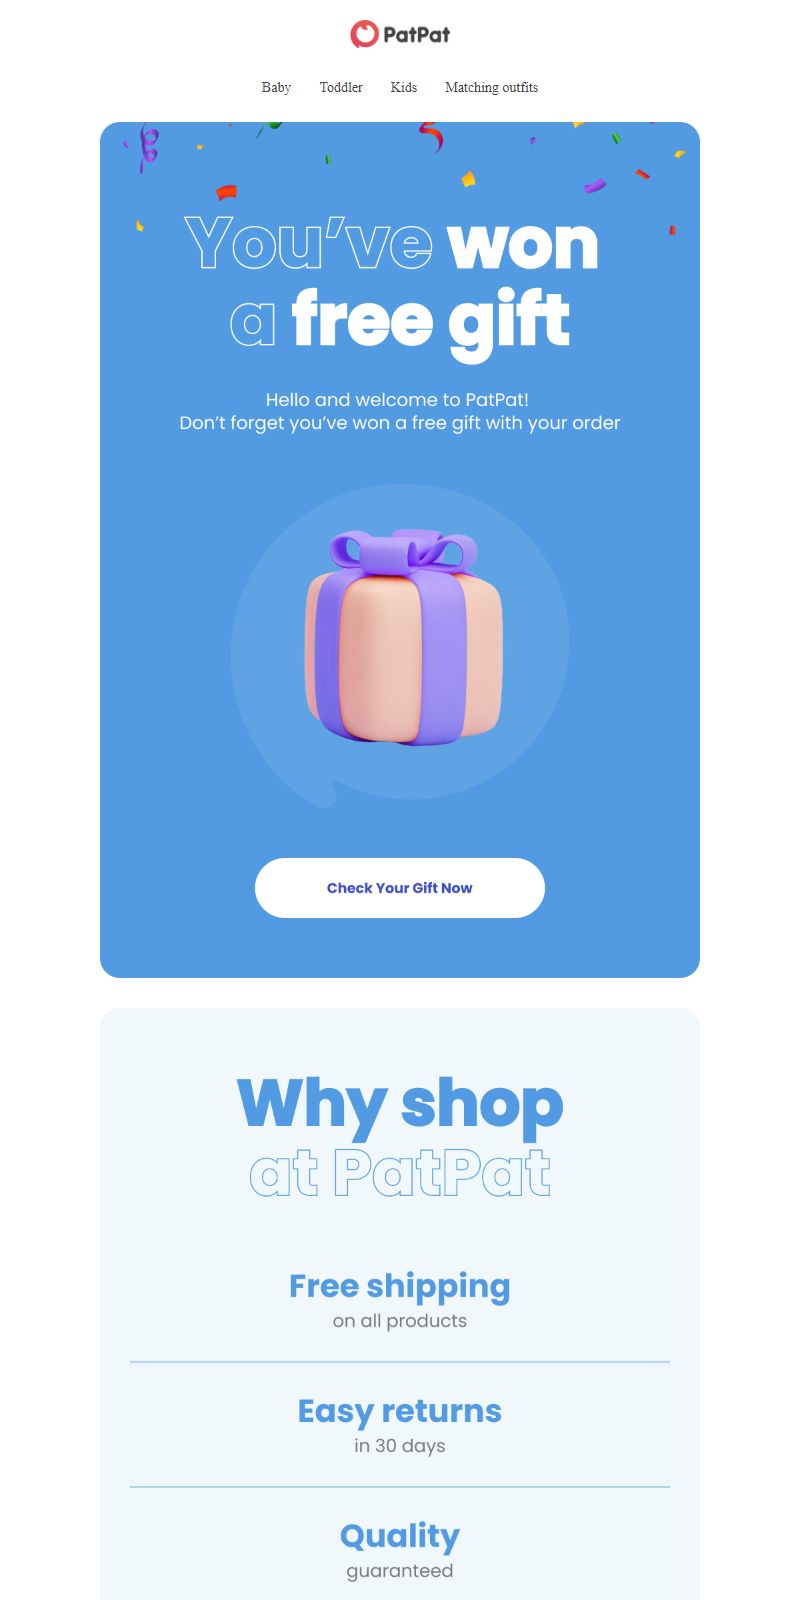 PatPat
Baby Toddler Kids Matching outfits
You’ve won
a free gift
Hello and welcome to PatPat!
Don’t forget you’ve won a free gift with your order
Check Your Gift Now
Why shop
at PatPat
Free shipping
on all products
Easy returns
in 30 days
Quality
guaranteed